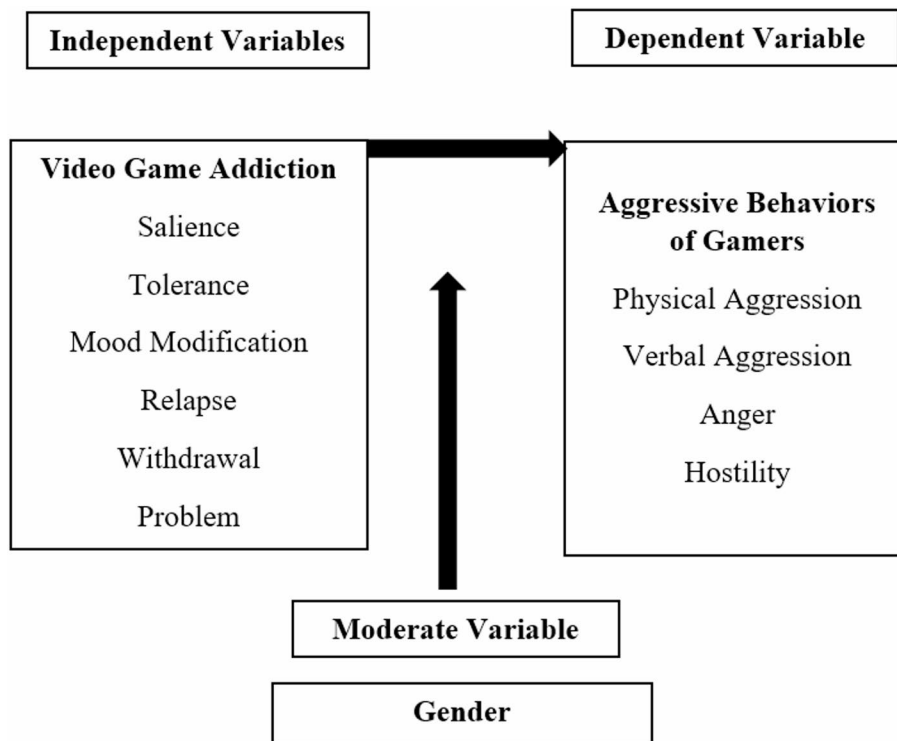 Independent Variables
Dependent Variable
Video Game Addiction
Salience
Tolerance
Mood Modification
Relapse
Withdrawal
Problem
Aggressive Behaviors
of Gamers
Physical Aggression
Verbal Aggression
Anger
Hostility
Moderate Variable
Gender